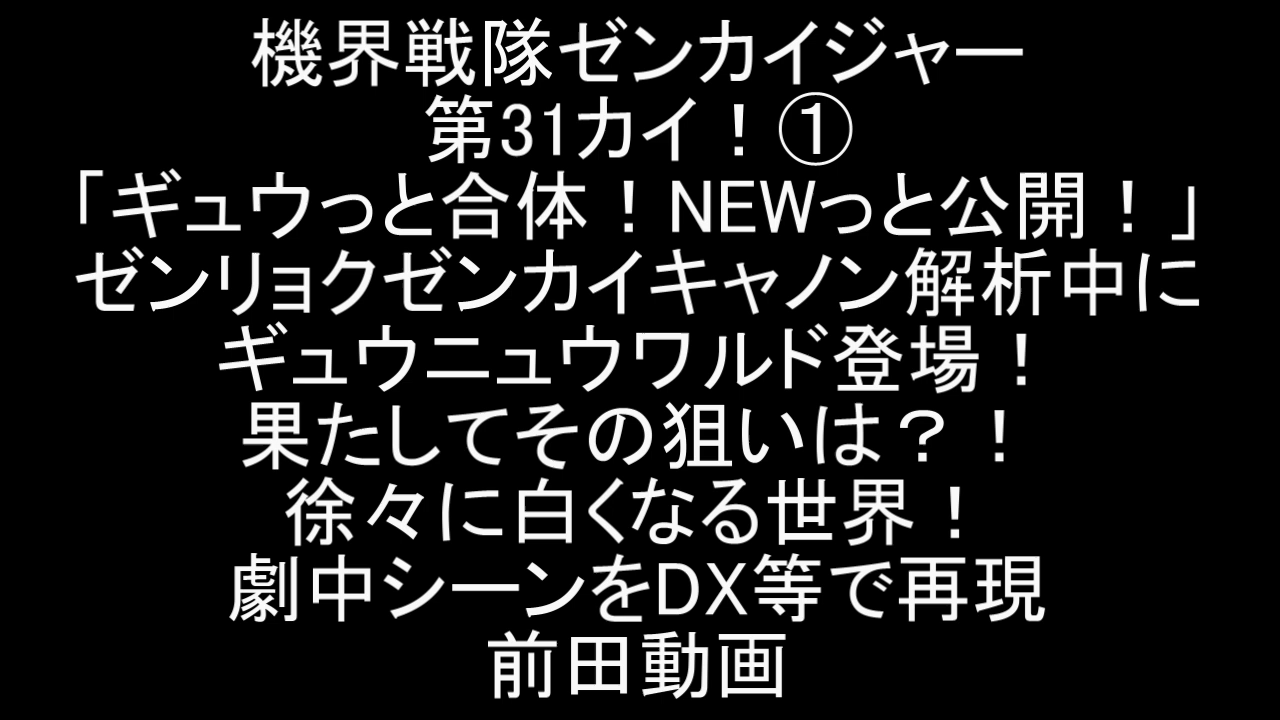 機界戦隊ゼンカイジャー
第31カイ！①
「ギュウっと合体！NEWっと公開！」
ゼンリョクゼンカイキャノン解析中に
ギュウニュウワルド登場！
果たしてその狙いは？！
徐々に白くなる世界！
劇中シーンをDX等で再現
前田動画